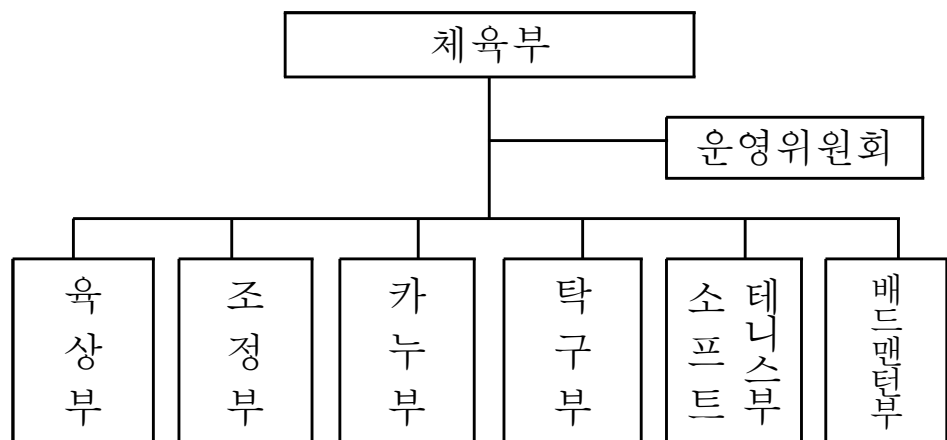 체육부
운영위원회
육상부
조정부
카누부
탁구부
소프트
테니스부
배드맨턴부